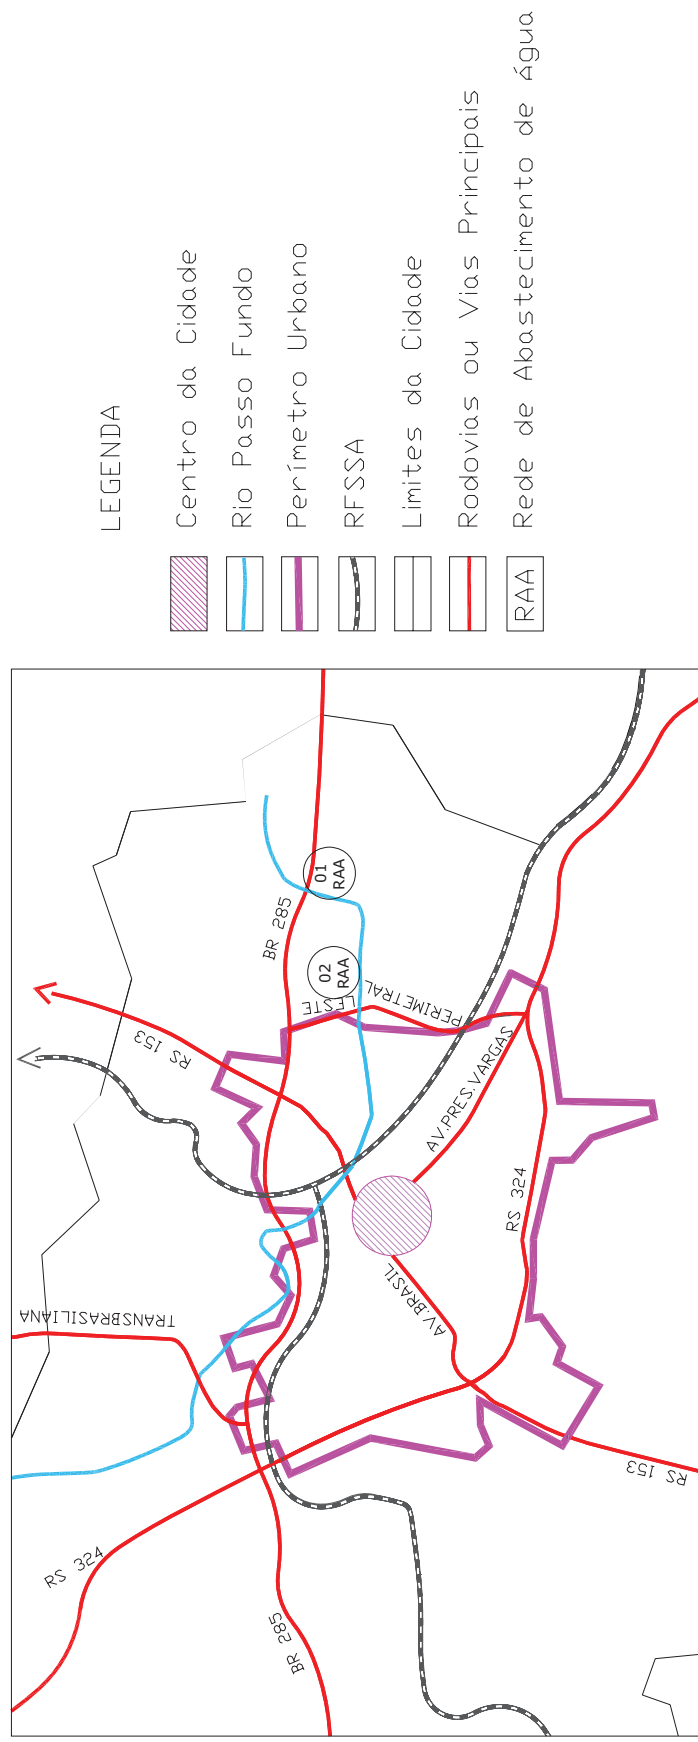 LEGENDA
Centro da Cidade
Rio Passo Fundo
Perímetro Urbano
RFSSA
Limites da Cidade
Rodovias ou Vias Principais
RAA
Rede de Abastecimento de Água
RS 324
BR 285
TRANSBRASILIANA
RS 153
BR 285
01
RAA
02
RAA
PERIMETRAL
LESTE
AV.PRES.VARGAS
AV.BRASIL
RS 324
RS 153